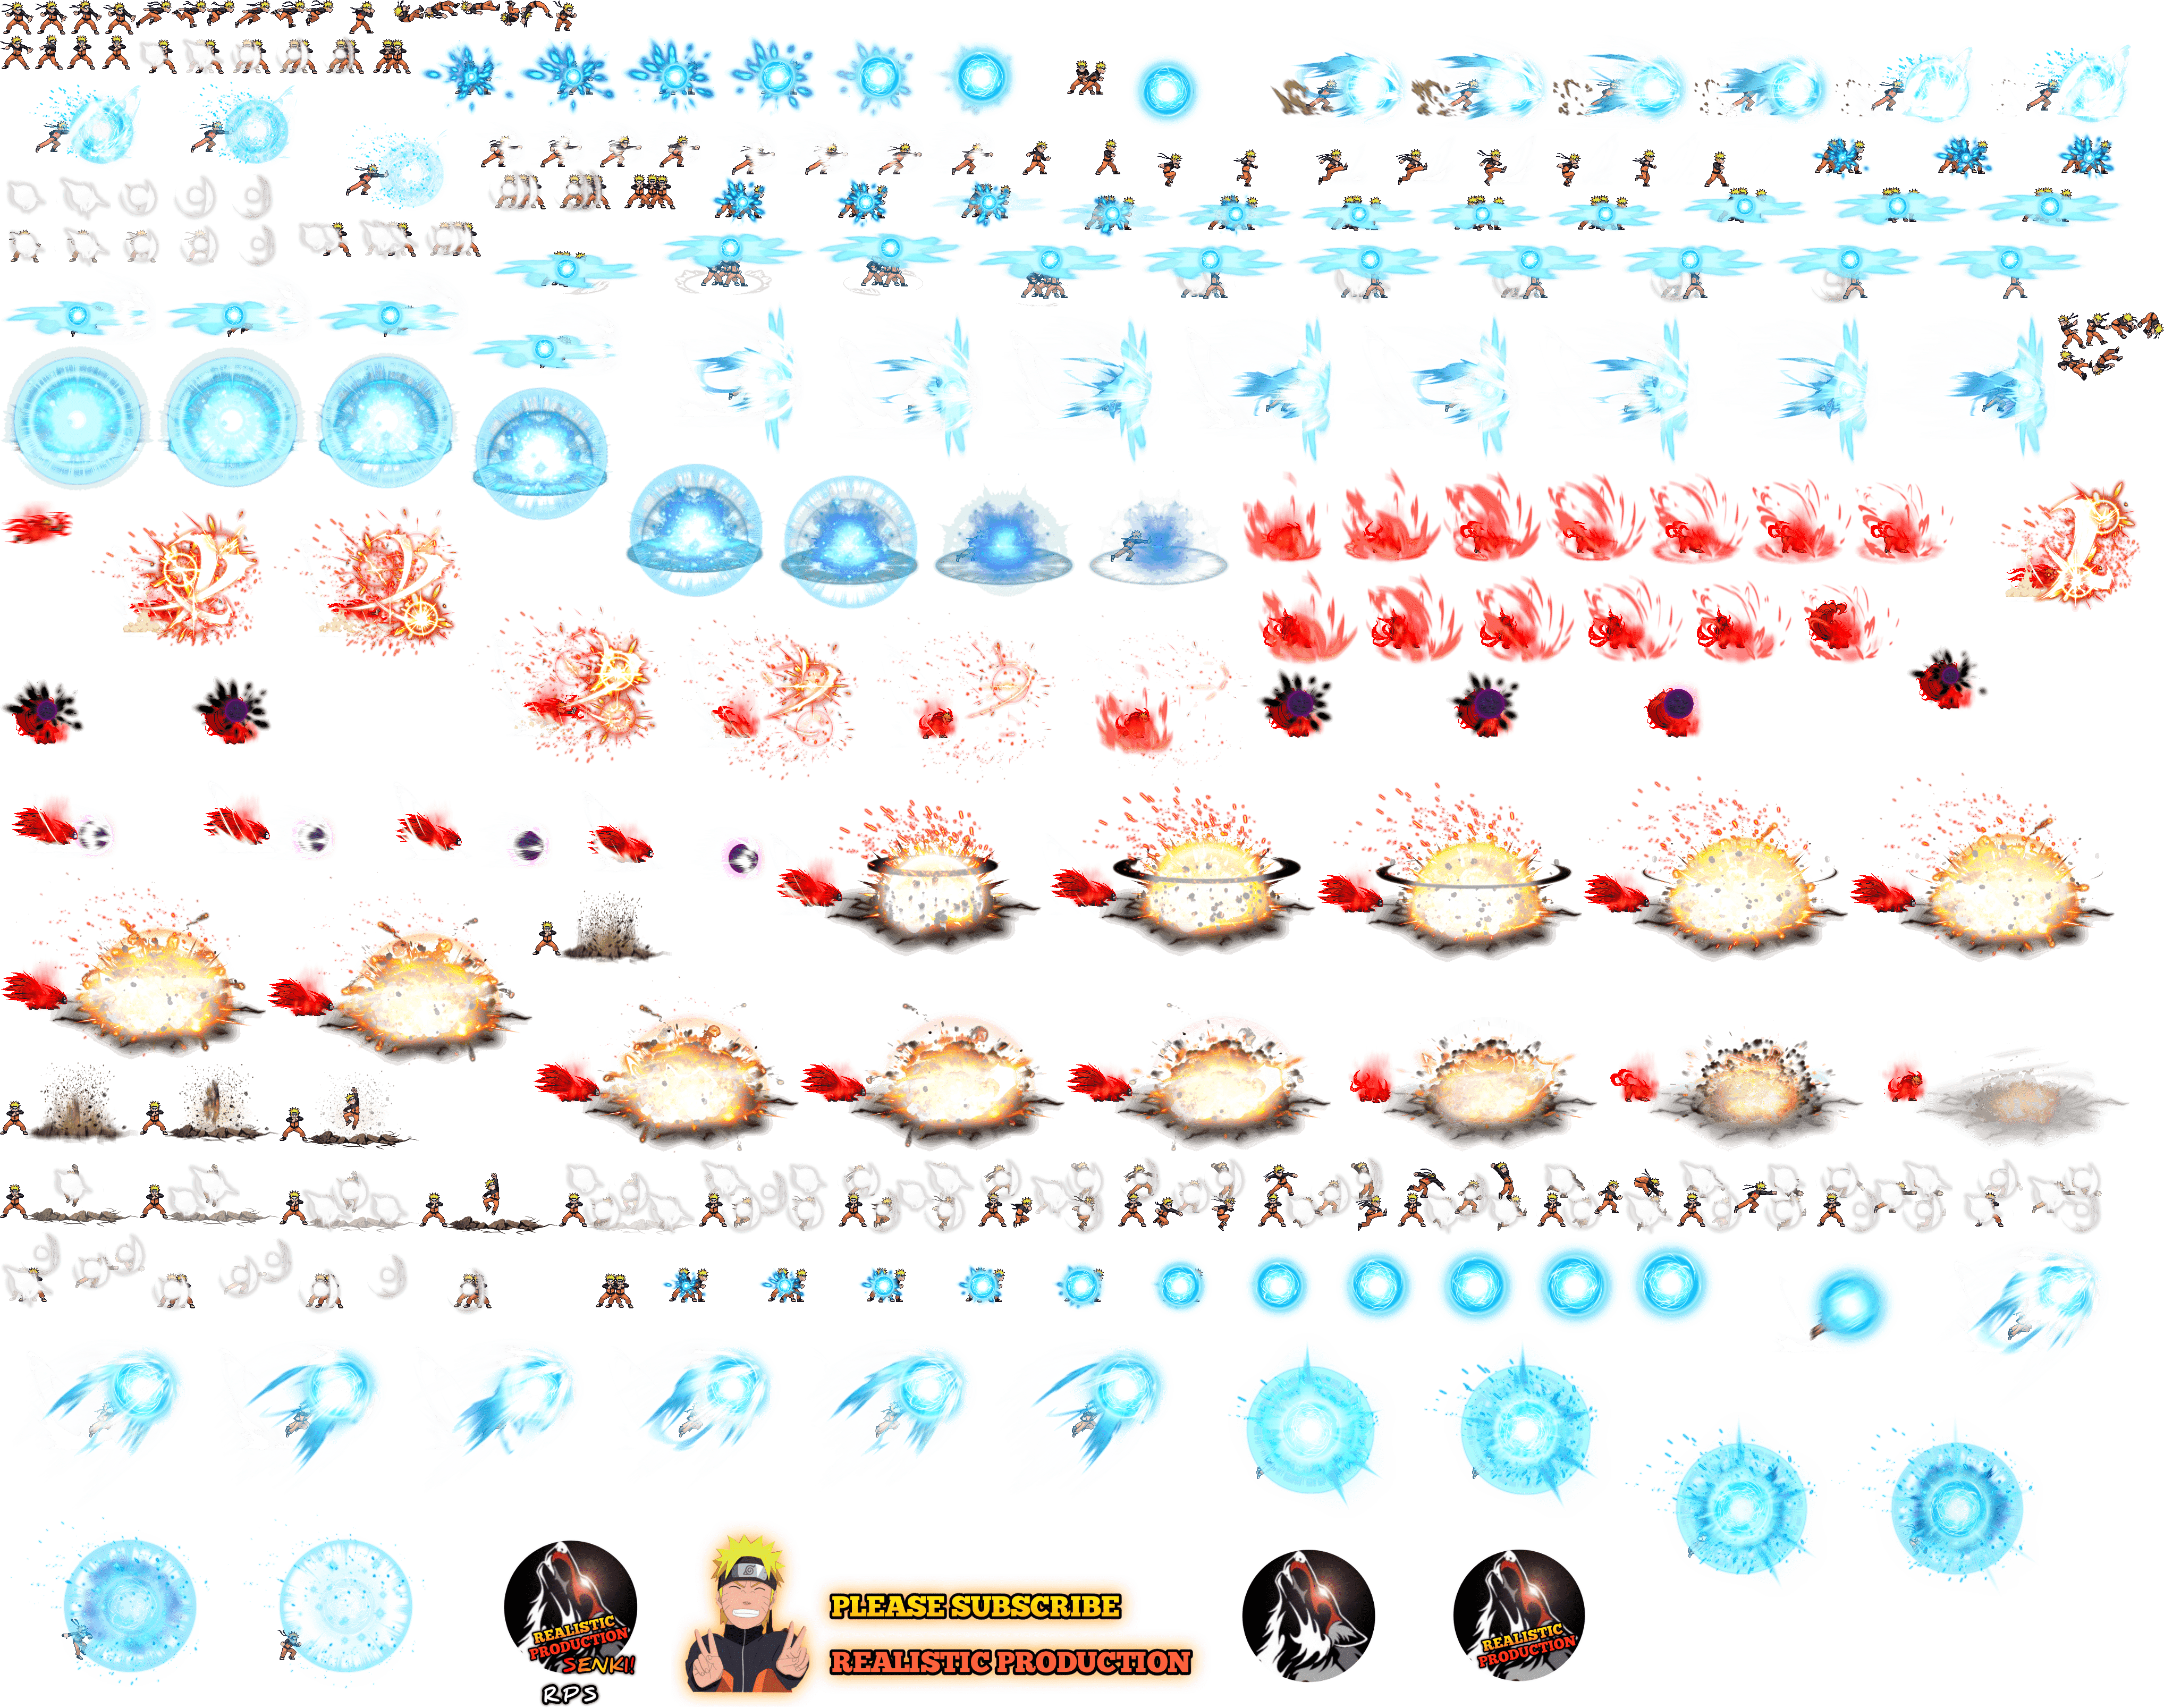 REALISTIC
PRODUCTION
SENKI!
RPS
PLEASE SUBSCRIBE
REALISTIC PRODUCTION
REALISTIC
PRODUCTION